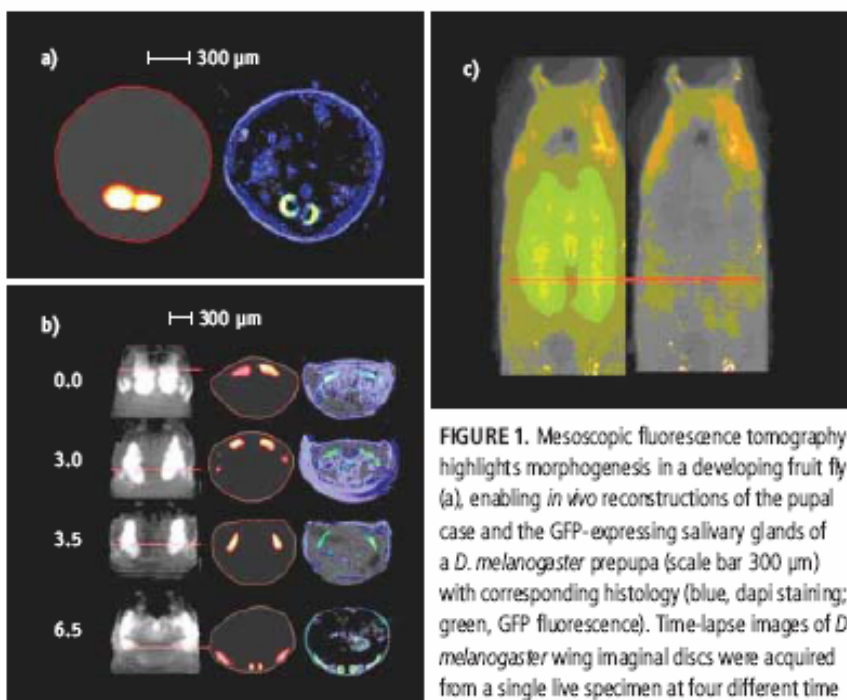 a)
300 µm
b)
300 µm
0.0
3.0
3.5
6.5
c)
FIGURE 1. Mesoscopic fluorescence tomography
highlights morphogenesis in a developing fruit fly
(a), enabling in vivo reconstructions of the pupal
case and the GFP-expressing salivary glands of
a D. melanogaster prepupa (scale bar 300 µm)
with corresponding histology (blue, dapi staining;
green, GFP fluorescence). Time-lapse images of D.
melanogaster wing imaginal discs were acquired
from a single live specimen at four different time